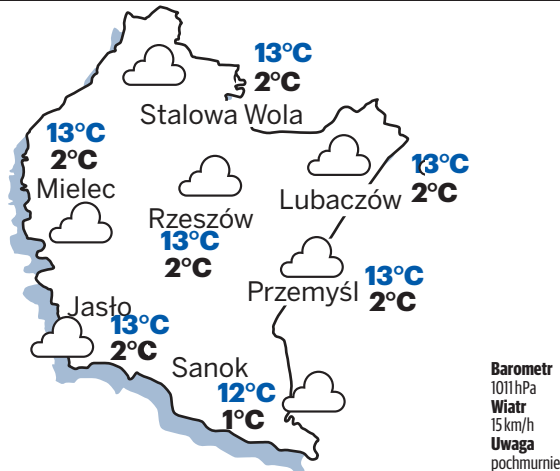 13°C
2°C
Stalowa Wola
13°C
2°C
Mielec
13°C
2°C
Lubaczów
Rzeszów
13°C
2°C
Przemyśl
13°C
2°C
Jasło
13°C
2°C
Sanok
12°C
1°C
Barometr
1011 hPa
Wiatr
15 km/h
Uwaga
pochmurnie